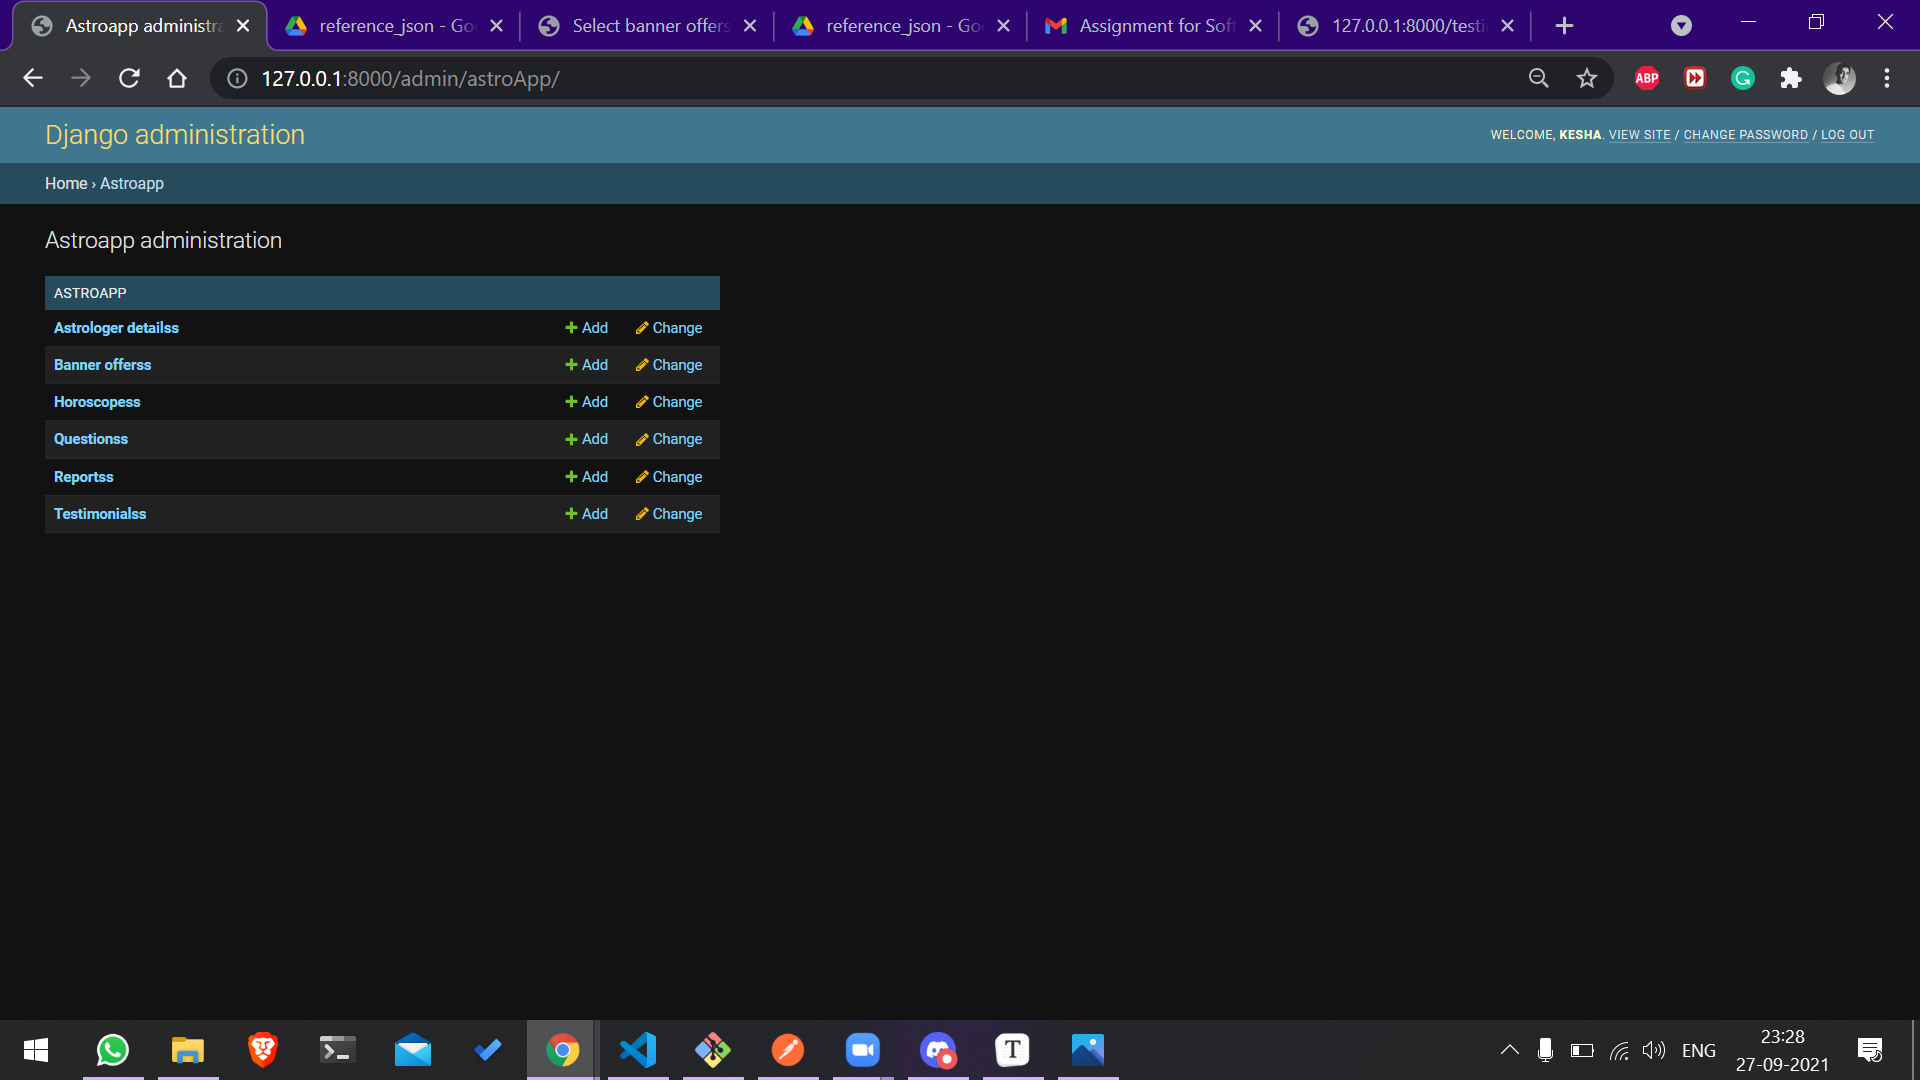 Astroapp administra
reference_json - Goo
Select banner offers
reference_json - Goo
Assignment for Soft
127.0.0.1:8000/testi
127.0.0.1:8000/admin/astroApp/
ABP
Django administration
WELCOME, KESHA. VIEW SITE / CHANGE PASSWORD / LOG OUT
Home › Astroapp
Astroapp administration
ASTROAPP
Astrologer detailss Add Change
Banner offerss Add Change
Horoscopess Add Change
Questionss Add Change
Reportss Add Change
Testimonialss Add Change
T
ENG
23:28
27-09-2021